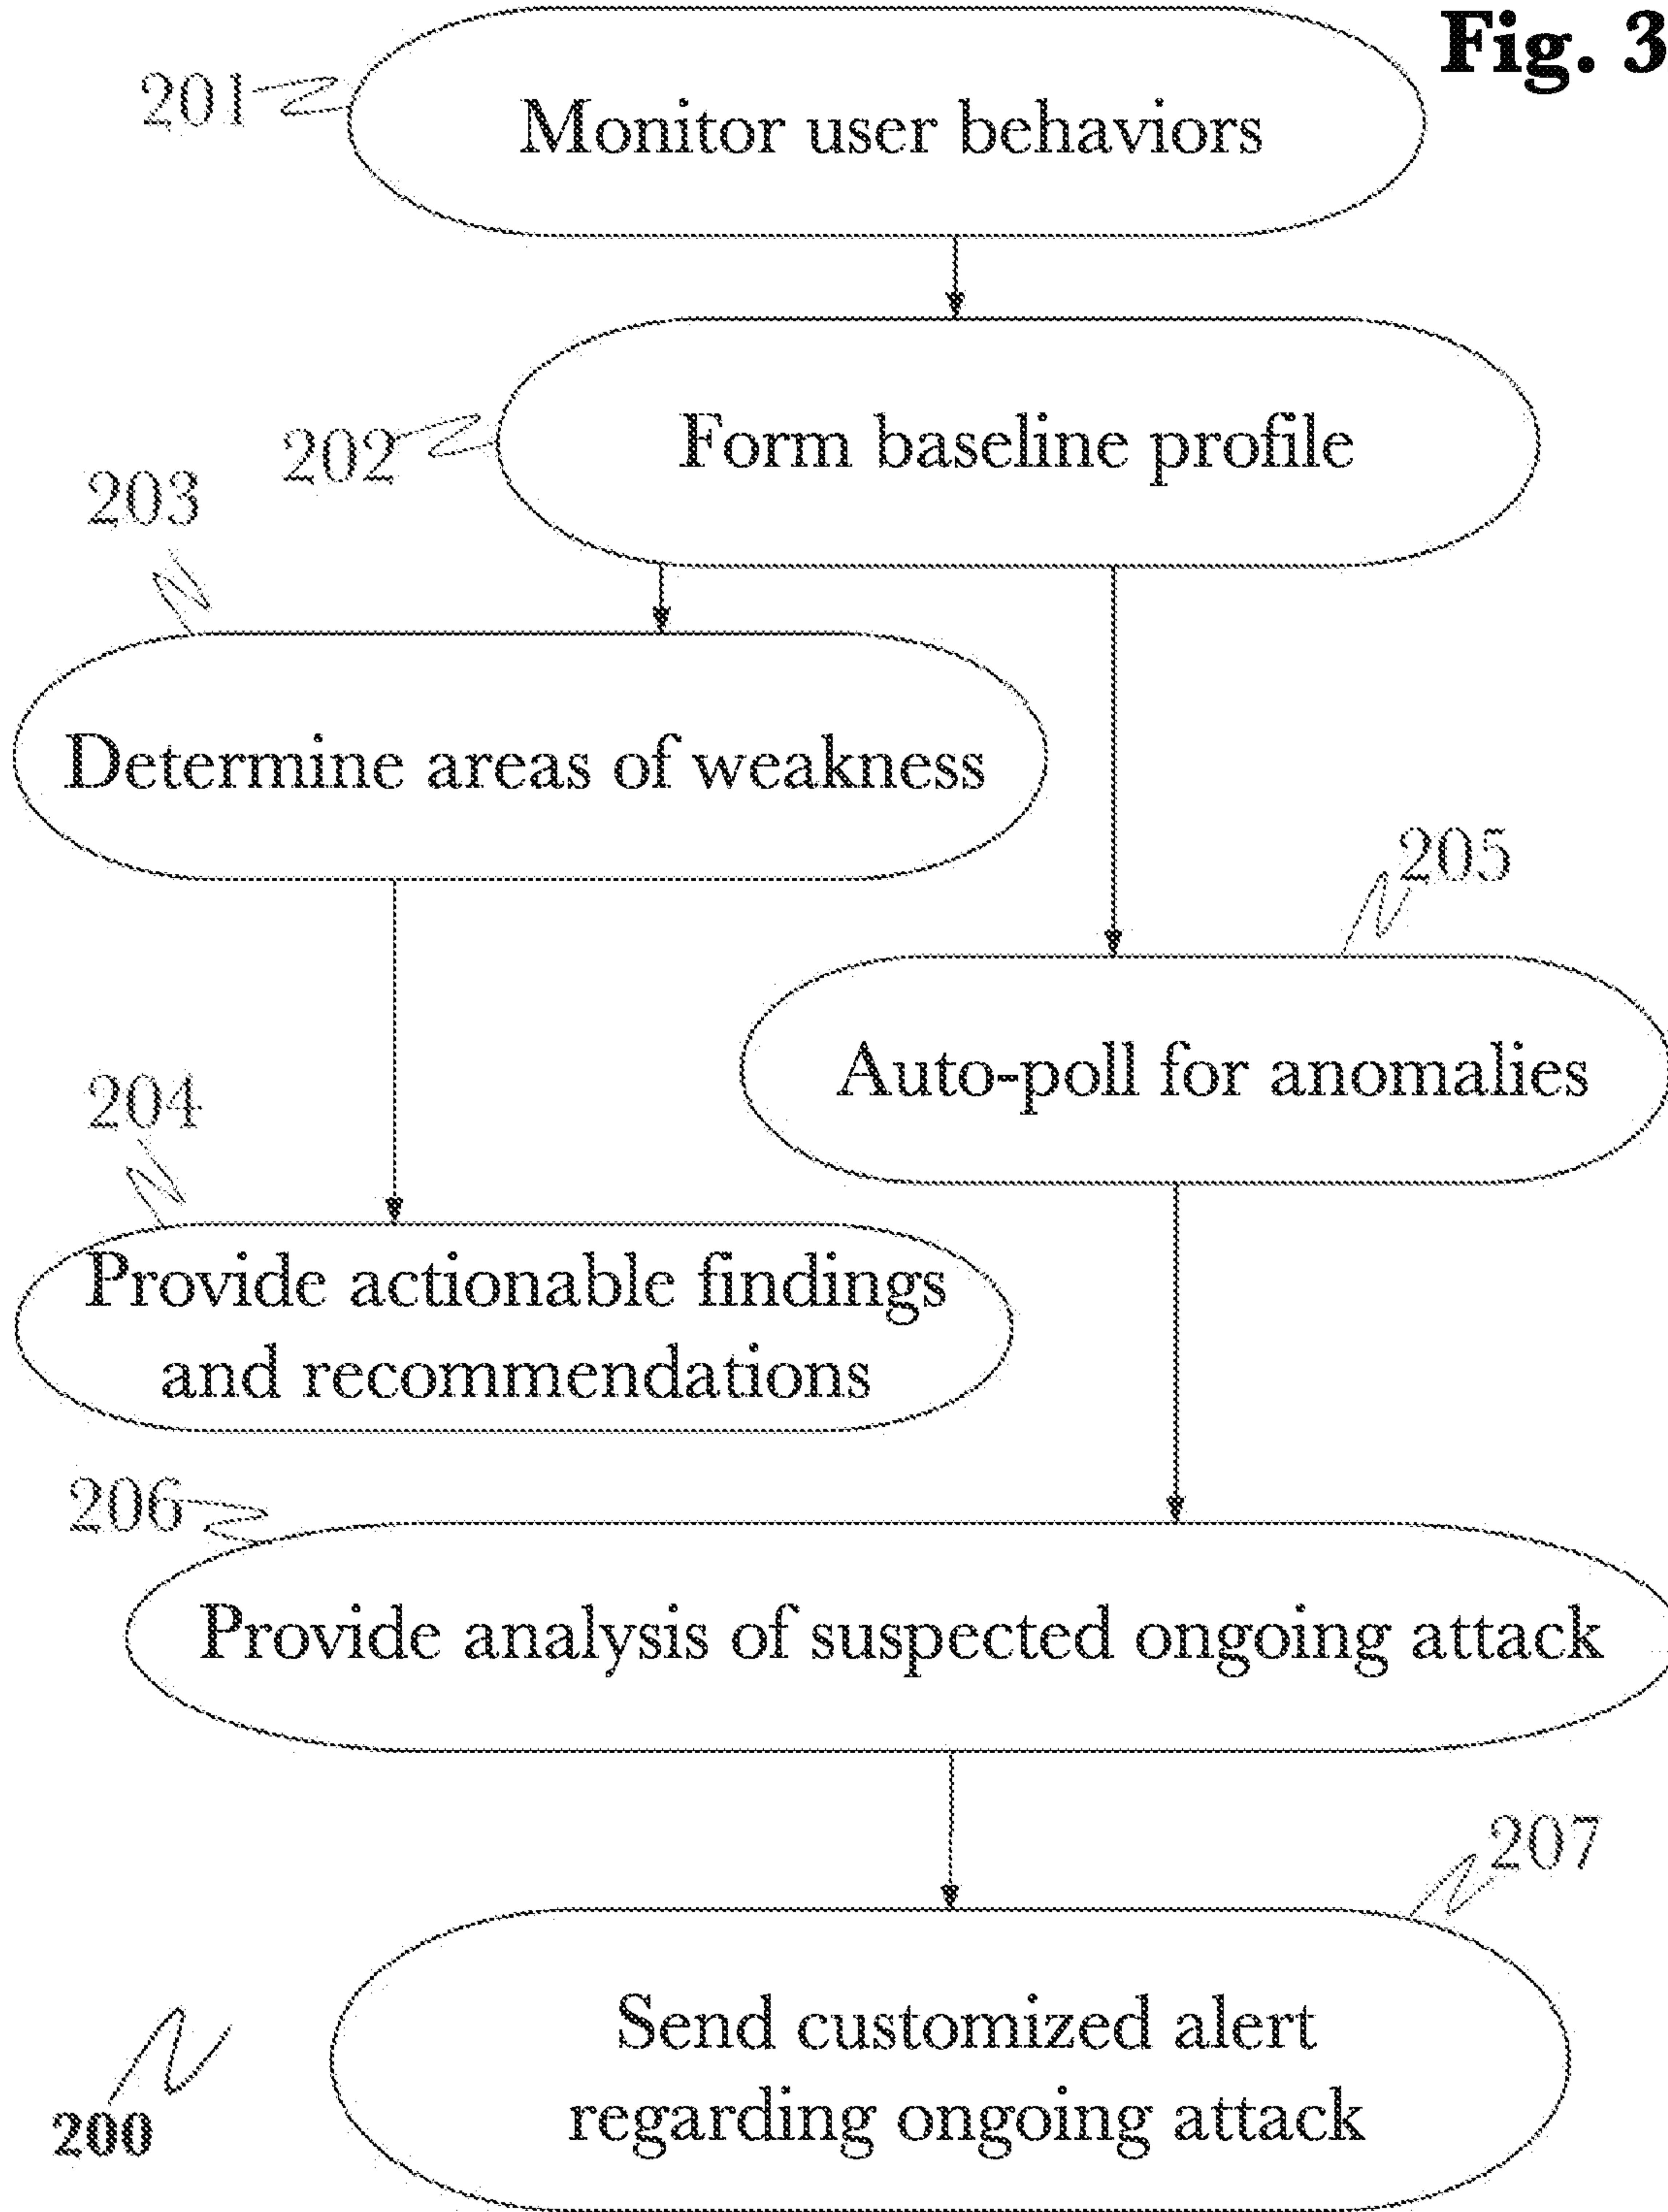 Fig. 3
201
Monitor user behaviors
202
Form baseline profile
203
Determine areas of weakness
205
Auto-poll for anomalies
204
Provide actionable findings
and recommendations
206
Provide analysis of suspected ongoing attack
207
Send customized alert
regarding ongoing attack
200